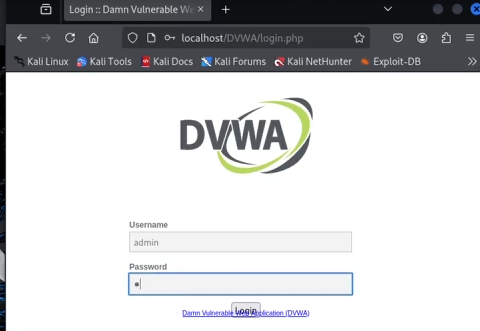 Login :: Damn Vulnerable We
localhost/DVWA/login.php
Kali Linux Kali Tools Kali Docs Kali Forums Kali NetHunter Exploit-DB
DVWA
Username
admin
Password
Login
Damn Vulnerable Web Application (DVWA)